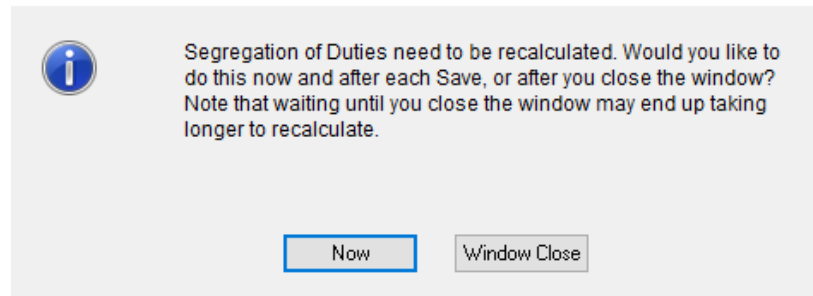 Segregation of Duties need to be recalculated. Would you like to
do this now and after each Save, or after you close the window?
Note that waiting until you close the window may end up taking
longer to recalculate.
Now
Window Close